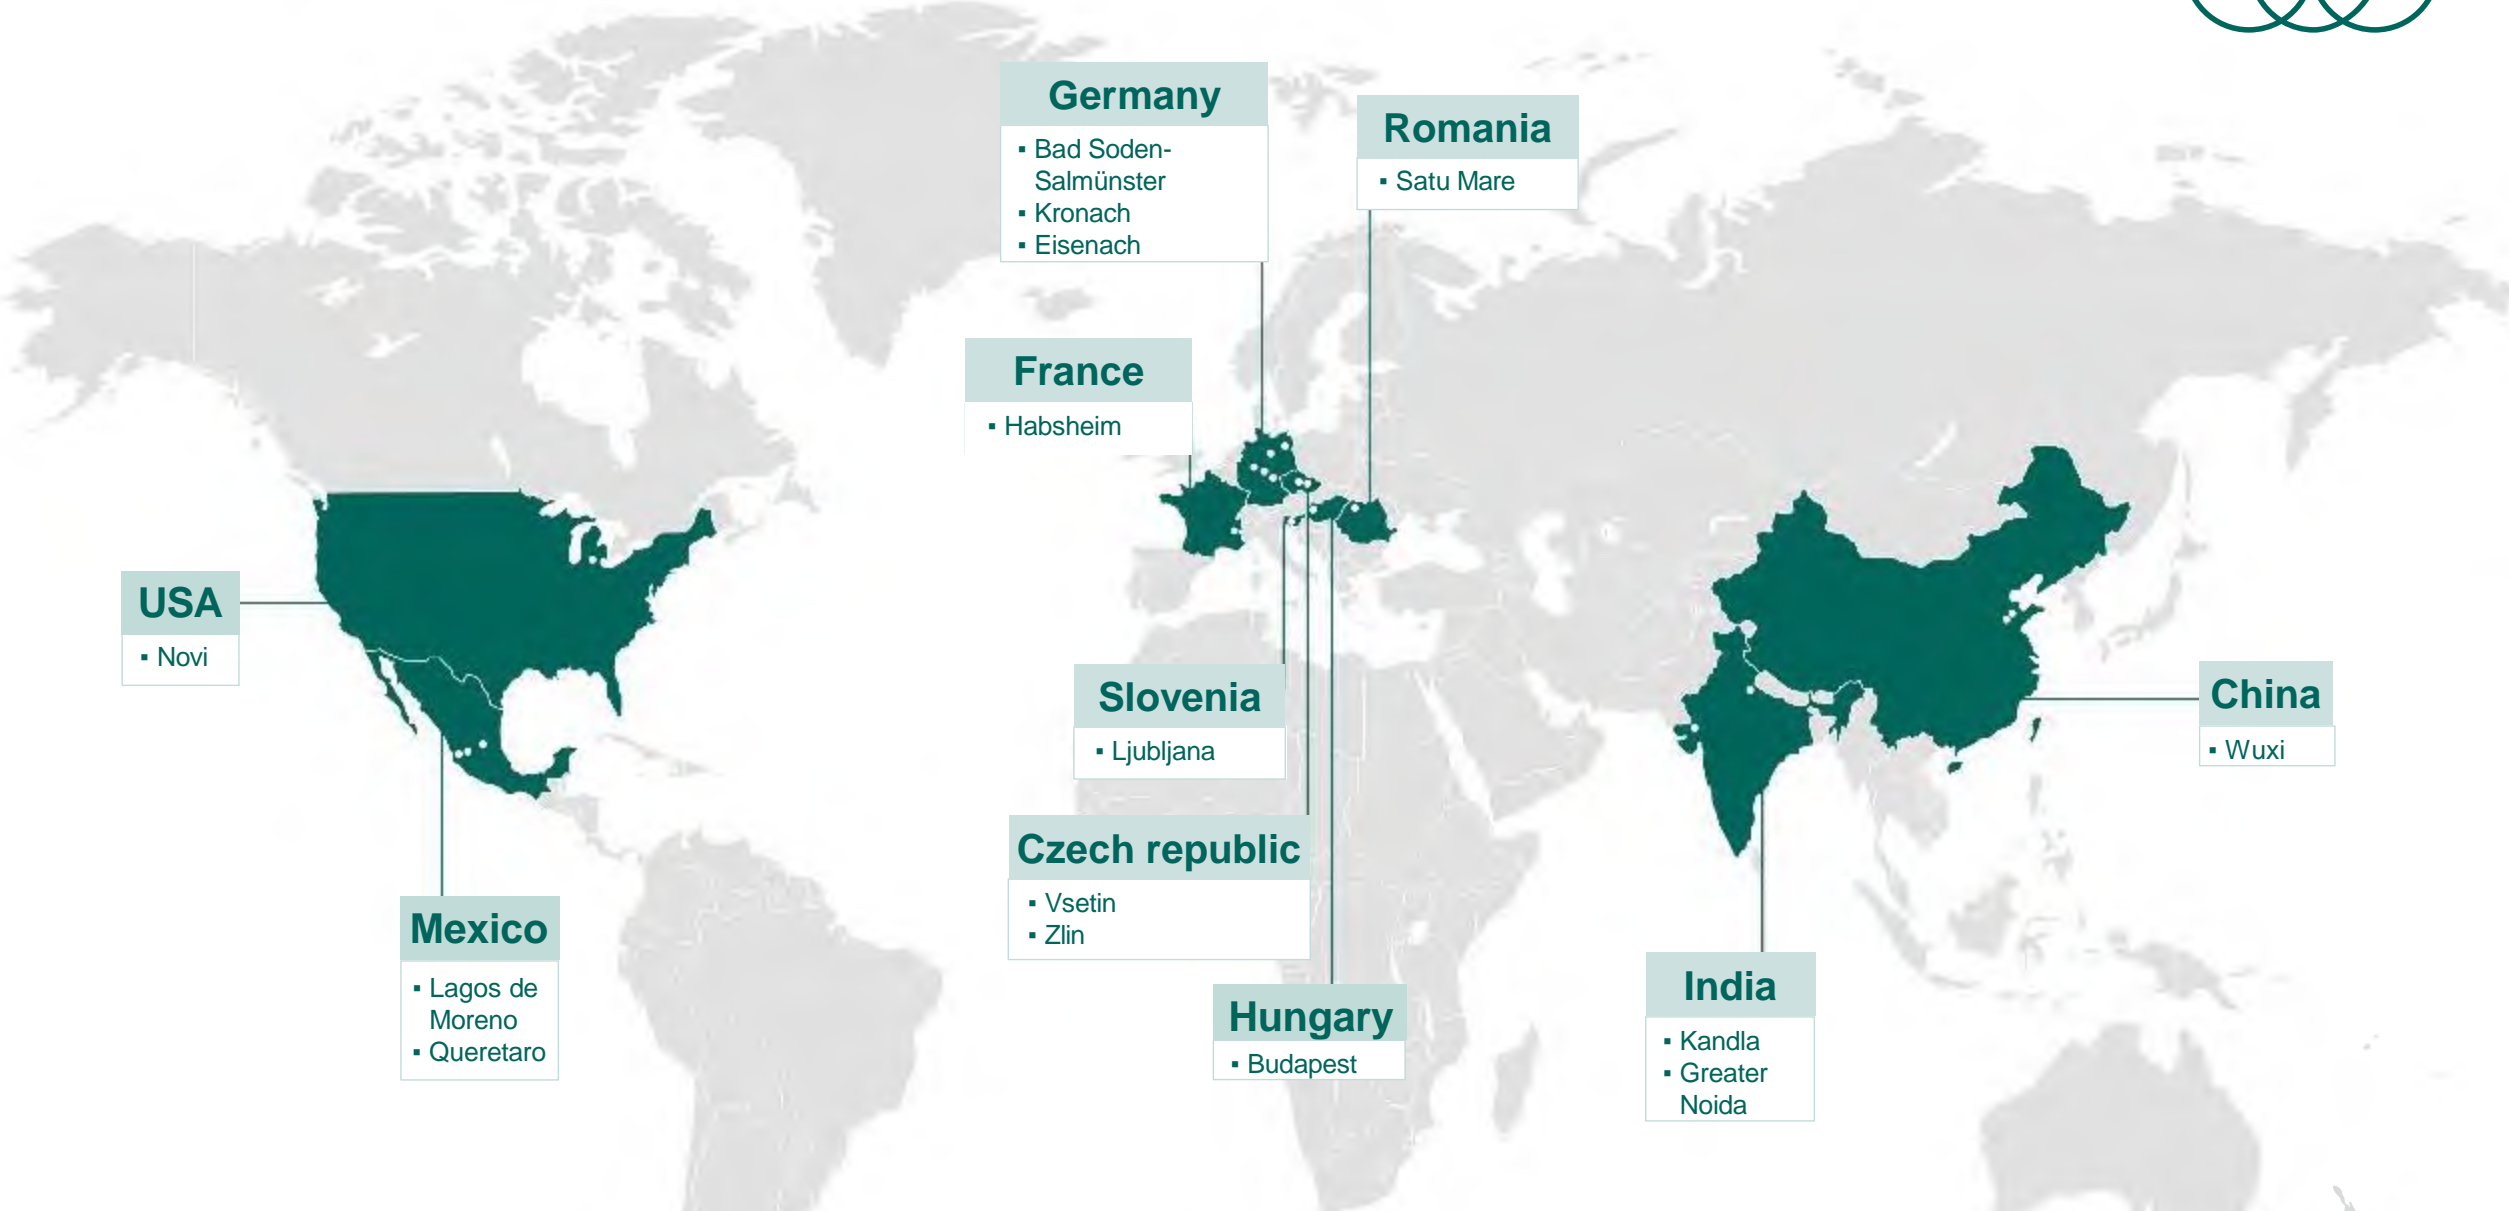 Germany
▪ Bad Soden-
Salmünster
▪ Kronach
▪ Eisenach
Romania
▪ Satu Mare
France
▪ Habsheim
USA
▪ Novi
Slovenia
▪ Ljubljana
China
▪ Wuxi
Czech republic
▪ Vsetin
▪ Zlin
Mexico
▪ Lagos de
Moreno
▪ Queretaro
Hungary
▪ Budapest
India
▪ Kandla
▪ Greater
Noida